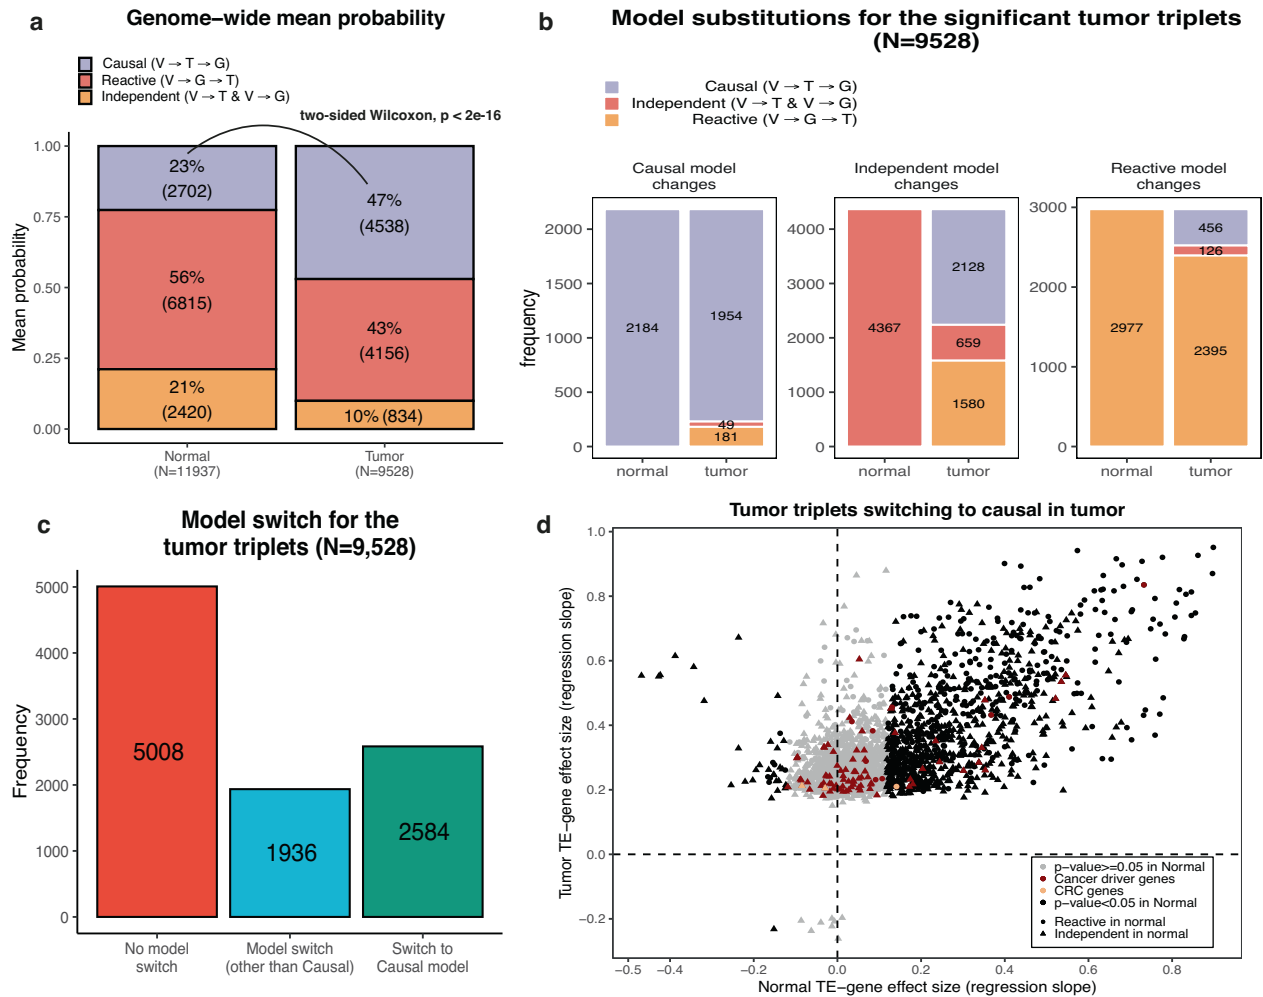 a
Genome−wide mean probability
Causal (V → T → G)
Reactive (V → G → T)
Independent (V → T & V → G)
two-sided Wilcoxon, p < 2e-16
Mean probability
1.00
0.75
0.50
0.25
0.00
23%
(2702)
56%
(6815)
21%
(2420)
47%
(4538)
43%
(4156)
10% (834)
Normal
(N=11937)
Tumor
(N=9528)
b
Model substitutions for the significant tumor triplets
(N=9528)
Causal (V → T → G)
Independent (V → T & V → G)
Reactive (V → G → T)
frequency
Causal model
changes
2000
1500
1000
500
0
2184
1954
49
181
normal
tumor
Independent model
changes
4000
3000
2000
1000
0
4367
2128
659
1580
normal
tumor
Reactive model
changes
3000
2000
1000
0
2977
456
126
2395
normal
tumor
c
Model switch for the
tumor triplets (N=9,528)
Frequency
5000
4000
3000
2000
1000
0
5008
1936
2584
No model
switch
Model switch
(other than Causal)
Switch to
Causal model
d
Tumor triplets switching to causal in tumor
Tumor TE−gene effect size (regression slope)
1.0
0.8
0.6
0.4
0.2
0.0
−0.2
p−value>=0.05 in Normal
Cancer driver genes
CRC genes
p−value<0.05 in Normal
Reactive in normal
Independent in normal
−0.5
−0.4
−0.2
0.0
0.2
0.4
0.6
0.8
Normal TE−gene effect size (regression slope)